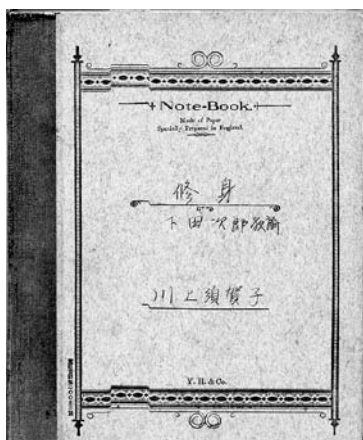 Note-Book.
Made of Paper
Specially Prepared in England.
修身
下田次郎教諭
川上須賀子
Y. H. & Co.